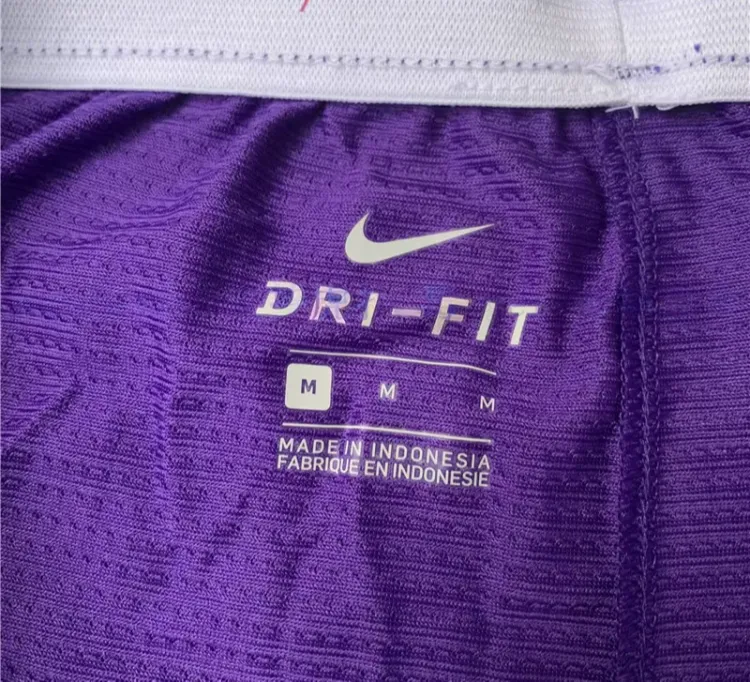 DRI-FIT
M M M
MADE IN INDONESIA
FABRIQUE EN INDONESIE